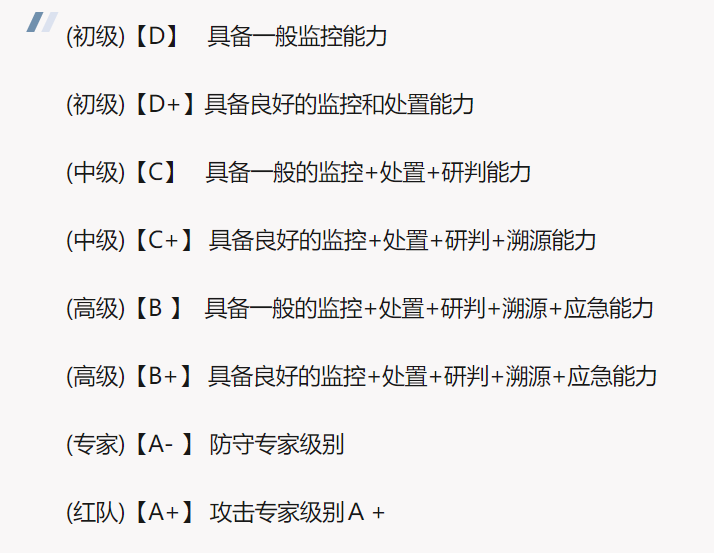 (初级)【D】 具备一般监控能力
(初级)【D+】具备良好的监控和处置能力
(中级)【C】 具备一般的监控+处置+研判能力
(中级)【C+】 具备良好的监控+处置+研判+溯源能力
(高级)【B 】 具备一般的监控+处置+研判+溯源+应急能力
(高级)【B+】 具备良好的监控+处置+研判+溯源+应急能力
(专家)【A- 】 防守专家级别
(红队)【A+】 攻击专家级别A +